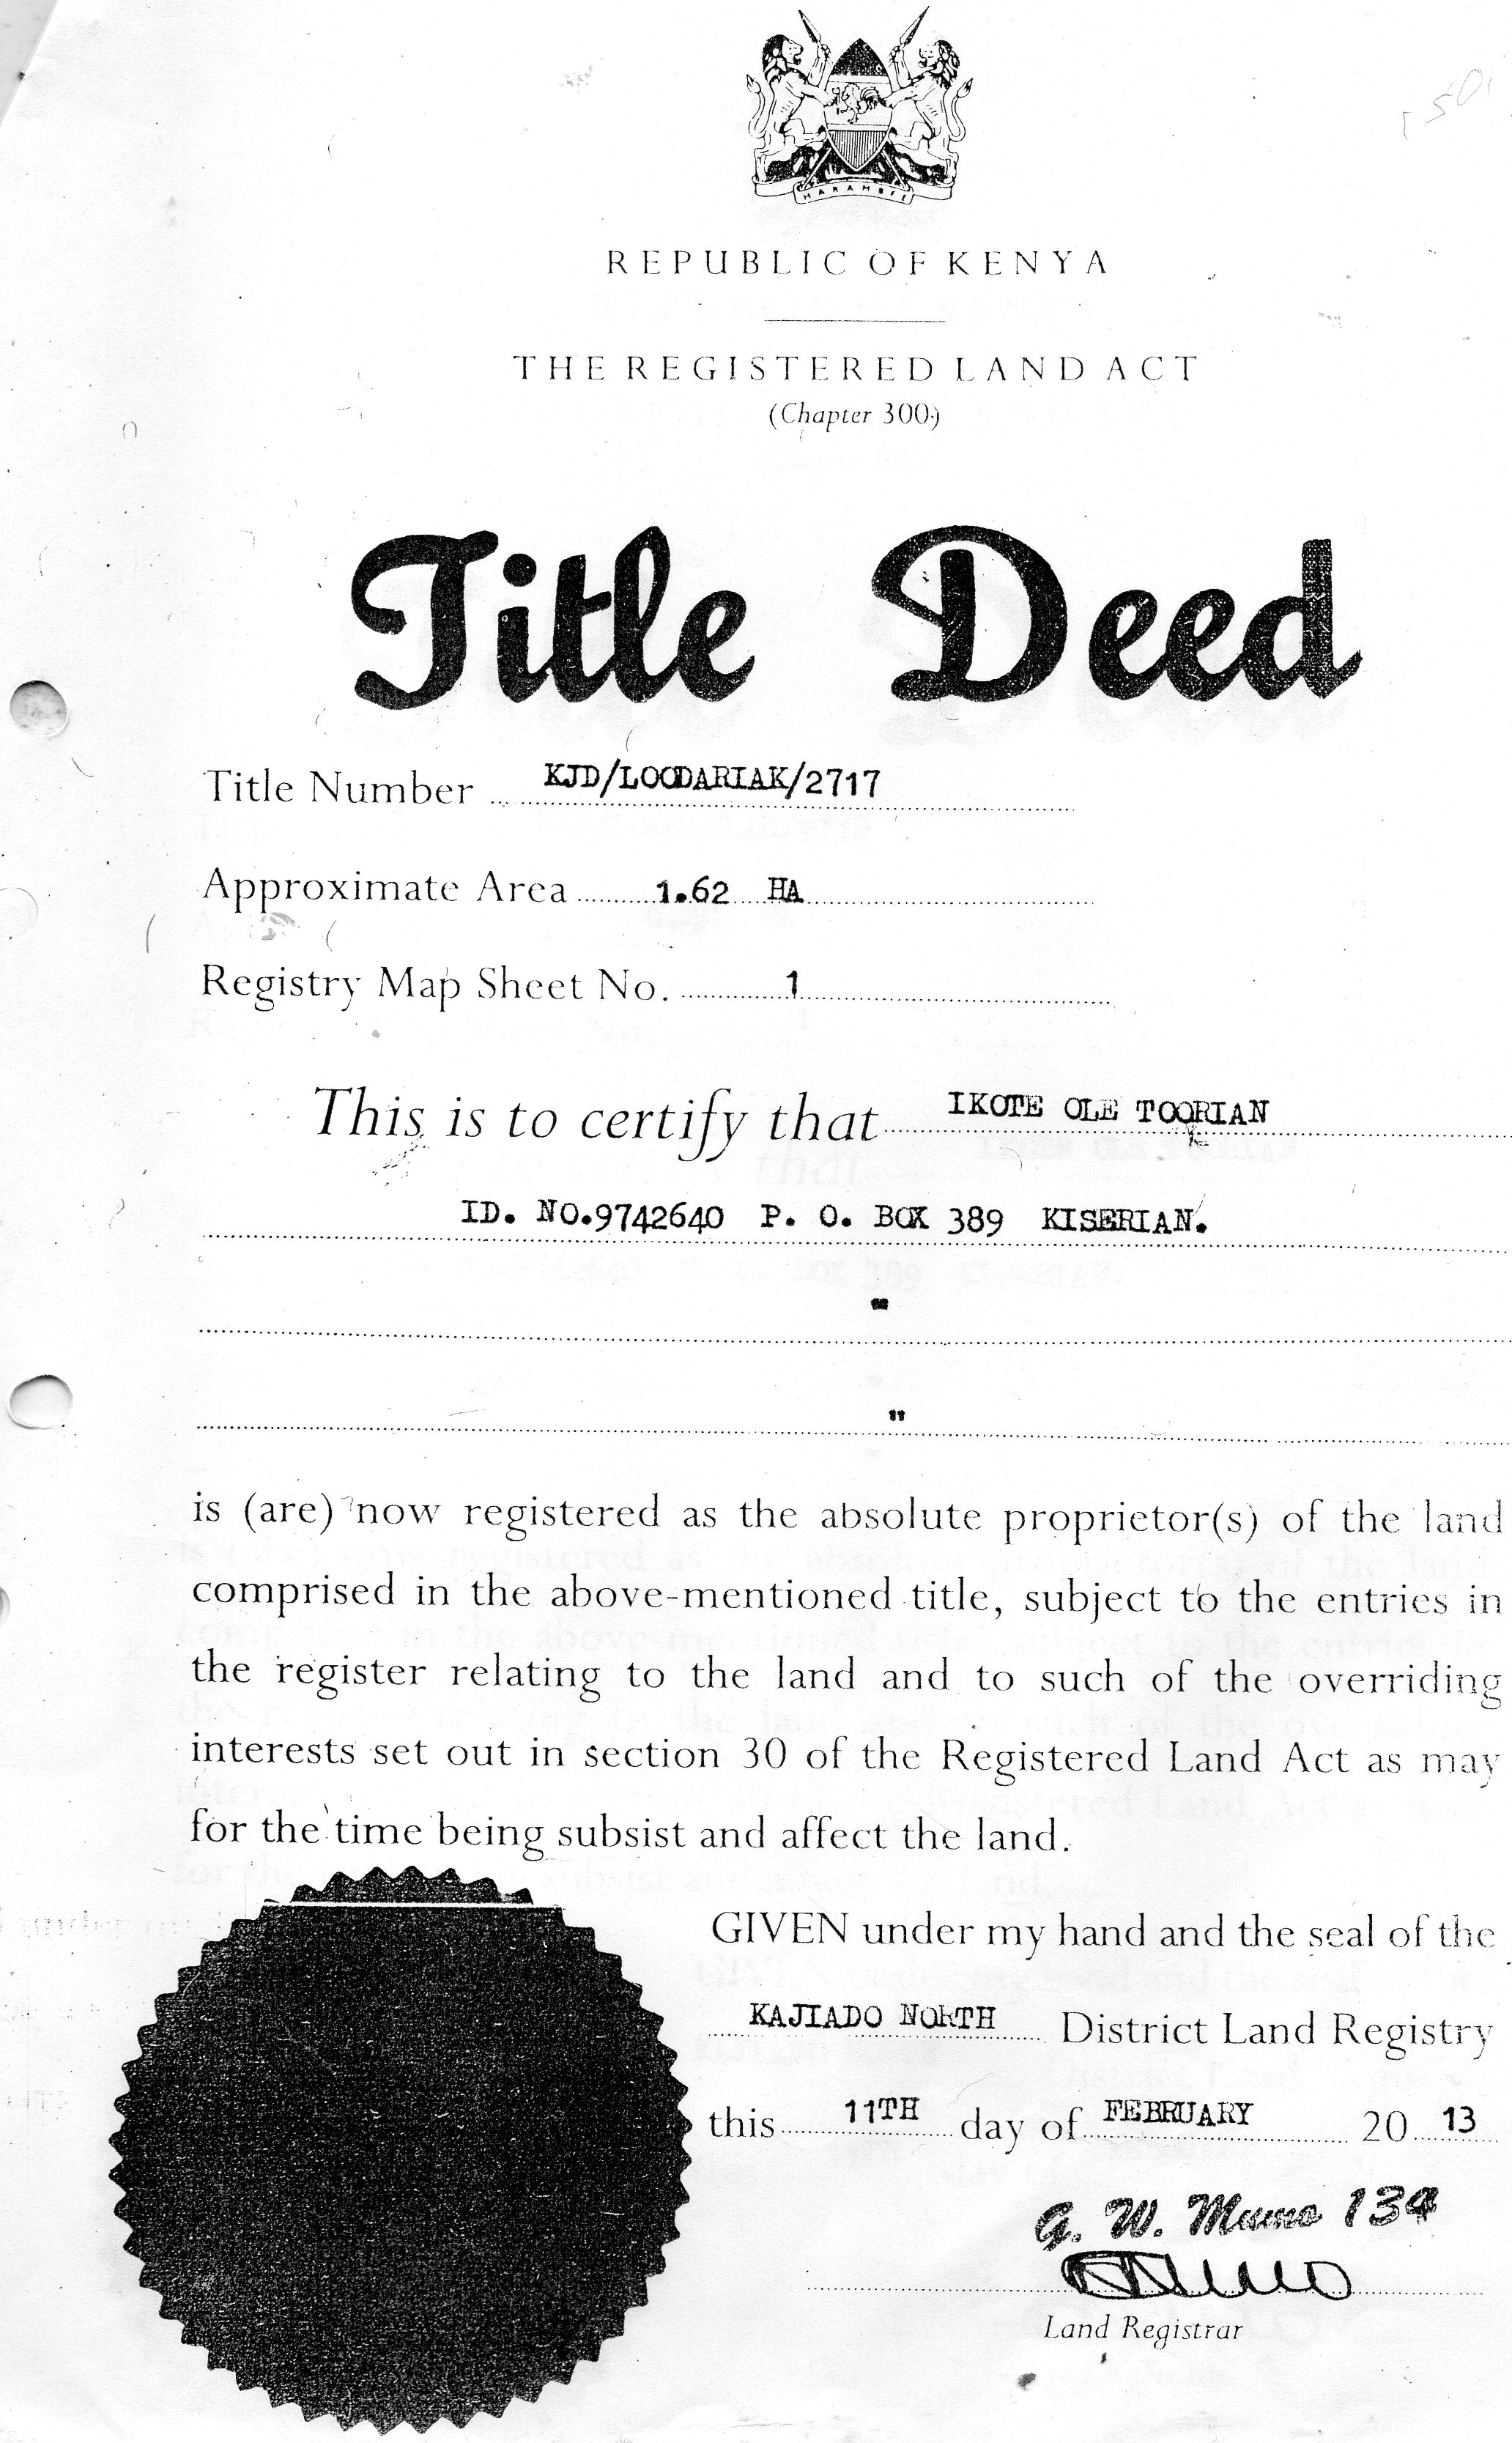 HARAMBEE
REPUBLIC OF KENYA
THE REGISTERED LAND ACT
(Chapter 300)
Title Deed
Title Number KJD/LOODARIAK/2717
Approximate Area 1.62 HA
Registry Map Sheet No. 1
This is to certify that IKOTE OLE TOORIAN
ID. NO.9742640 P. O. BOX 389 KISERIAN.
"
"
is (are) now registered as the absolute proprietor(s) of the land
comprised in the above-mentioned title, subject to the entries in
the register relating to the land and to such of the overriding
interests set out in section 30 of the Registered Land Act as may
for the time being subsist and affect the land.
GIVEN under my hand and the seal of the
KAJIADO NORTH District Land Registry
this 11TH day of FEBRUARY 20 13
G. W. Mumo 134
Land Registrar